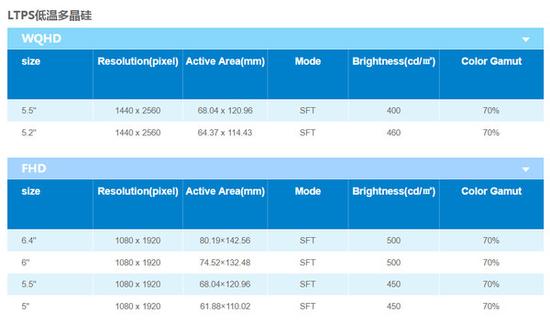 LTPS低温多晶硅
WQHD
size Resolution(pixel) Active Area(mm) Mode Brightness(cd/㎡) Color Gamut
5.5" 1440 x 2560 68.04 x 120.96 SFT 400 70%
5.2" 1440 x 2560 64.37 x 114.43 SFT 460 70%
FHD
size Resolution(pixel) Active Area(mm) Mode Brightness(cd/㎡) Color Gamut
6.4" 1080 x 1920 80.19×142.56 SFT 500 70%
6" 1080 x 1920 74.52×132.48 SFT 500 70%
5.5" 1080 x 1920 68.04×120.96 SFT 450 70%
5" 1080 x 1920 61.88×110.02 SFT 450 70%